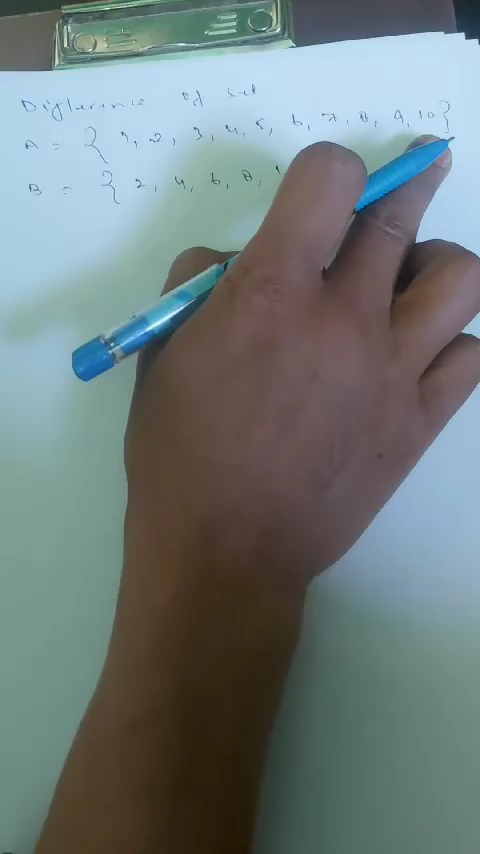 Difference of set
A = { 1, 2, 3, 4, 5, 6, 7, 8, 9, 10}
B = { 2, 4, 6, 8,